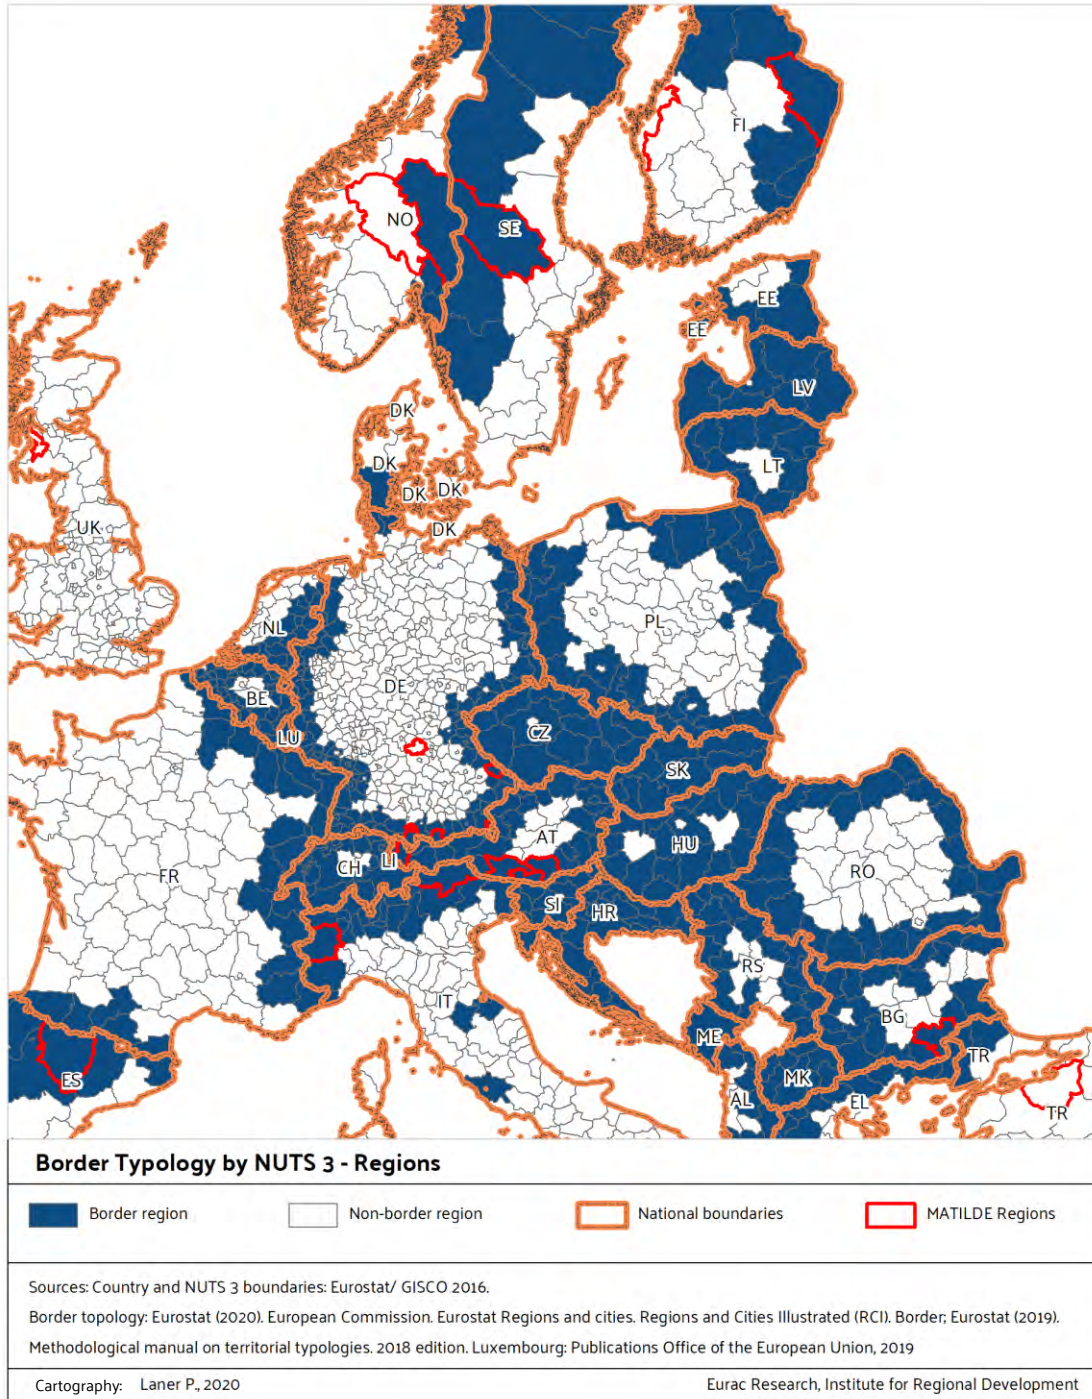 FI
NO
SE
EE
EE
LV
DK
DK
LT
DK
DK
DK
UK
NL
PL
DE
BE
LU
CZ
SK
AT
HU
LI
CH
RO
FR
SI
HR
RS
IT
BG
ME
TR
MK
ES
AL
EL
TR
Border Typology by NUTS 3 - Regions
Border region
Non-border region
National boundaries
MATILDE Regions
Sources: Country and NUTS 3 boundaries: Eurostat/ GISCO 2016.
Border topology: Eurostat (2020). European Commission. Eurostat Regions and cities. Regions and Cities Illustrated (RCI). Border; Eurostat (2019).
Methodological manual on territorial typologies. 2018 edition. Luxembourg: Publications Office of the European Union, 2019
Cartography: Laner P., 2020
Eurac Research, Institute for Regional Development